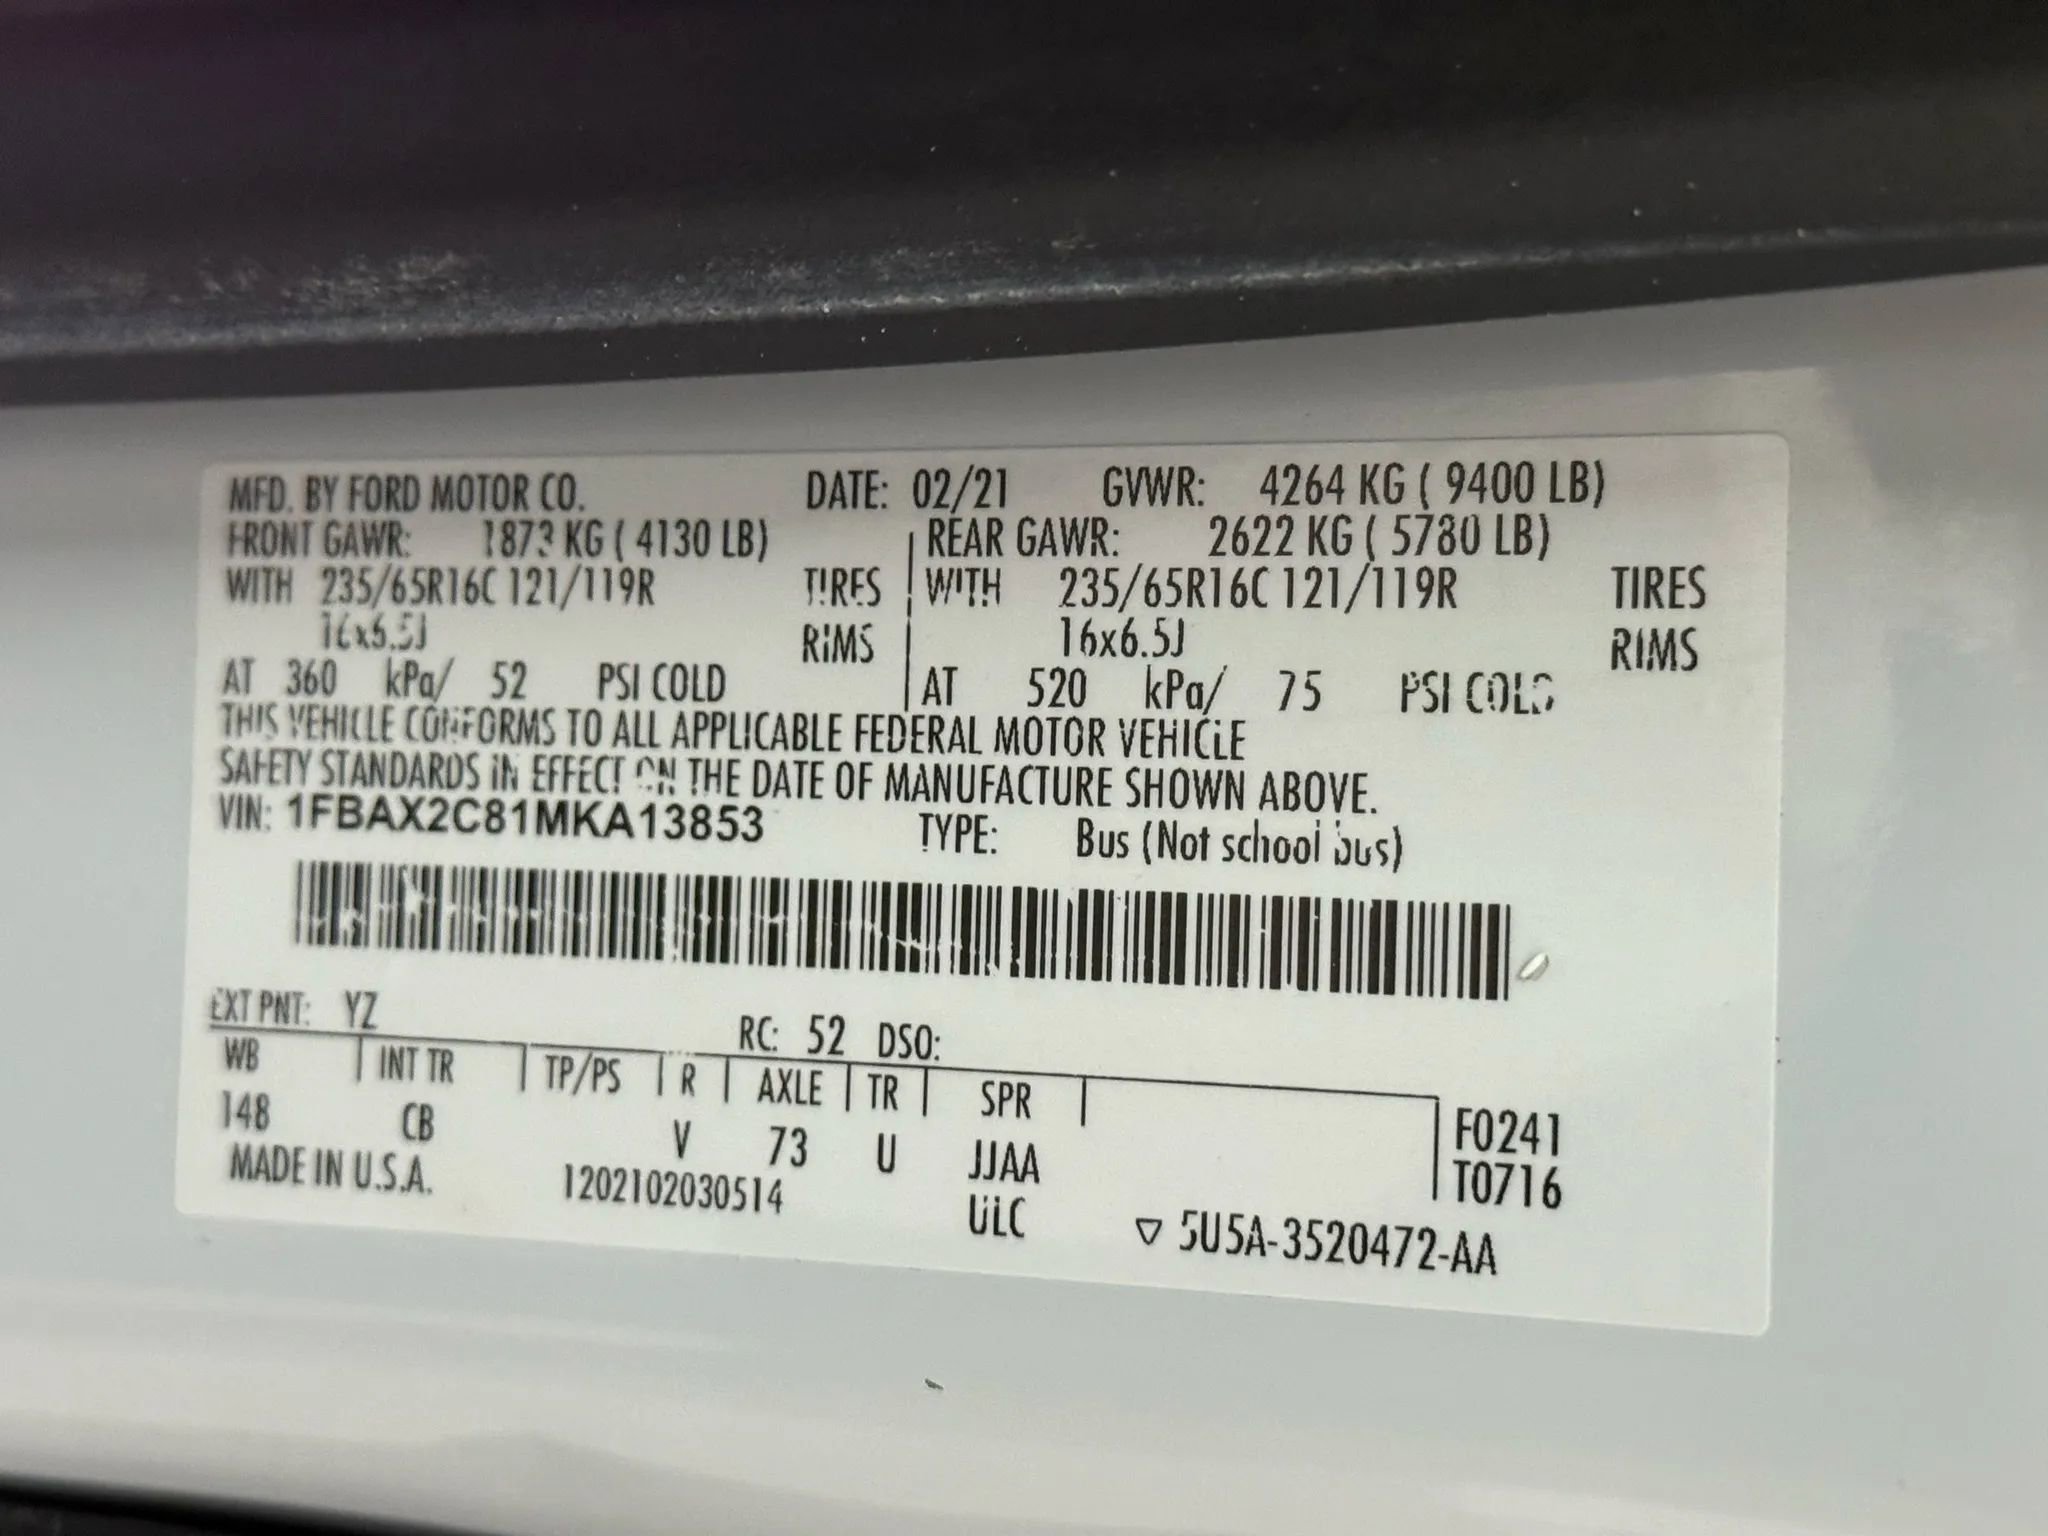 MFD. BY FORD MOTOR CO. DATE: 02/21 GVWR: 4264 KG ( 9400 LB)
FRONT GAWR: 1873 KG ( 4130 LB) REAR GAWR: 2622 KG ( 5780 LB)
WITH 235/65R16C 121/119R TIRES WITH 235/65R16C 121/119R TIRES
16x6.5J RIMS 16x6.5J RIMS
AT 360 kPa/ 52 PSI COLD AT 520 kPa/ 75 PSI COLD
THIS VEHICLE CONFORMS TO ALL APPLICABLE FEDERAL MOTOR VEHICLE
SAFETY STANDARDS IN EFFECT ON THE DATE OF MANUFACTURE SHOWN ABOVE.
VIN: 1FBAX2C81MKA13853 TYPE: Bus (Not school bus)
EXT PNT: YZ RC: 52 DSO:
WB INT TR TP/PS R AXLE TR SPR
148 CB V 73 U JJAA F0241
MADE IN U.S.A. 1202102030514 ULC T0716
▽ 5U5A-3520472-AA